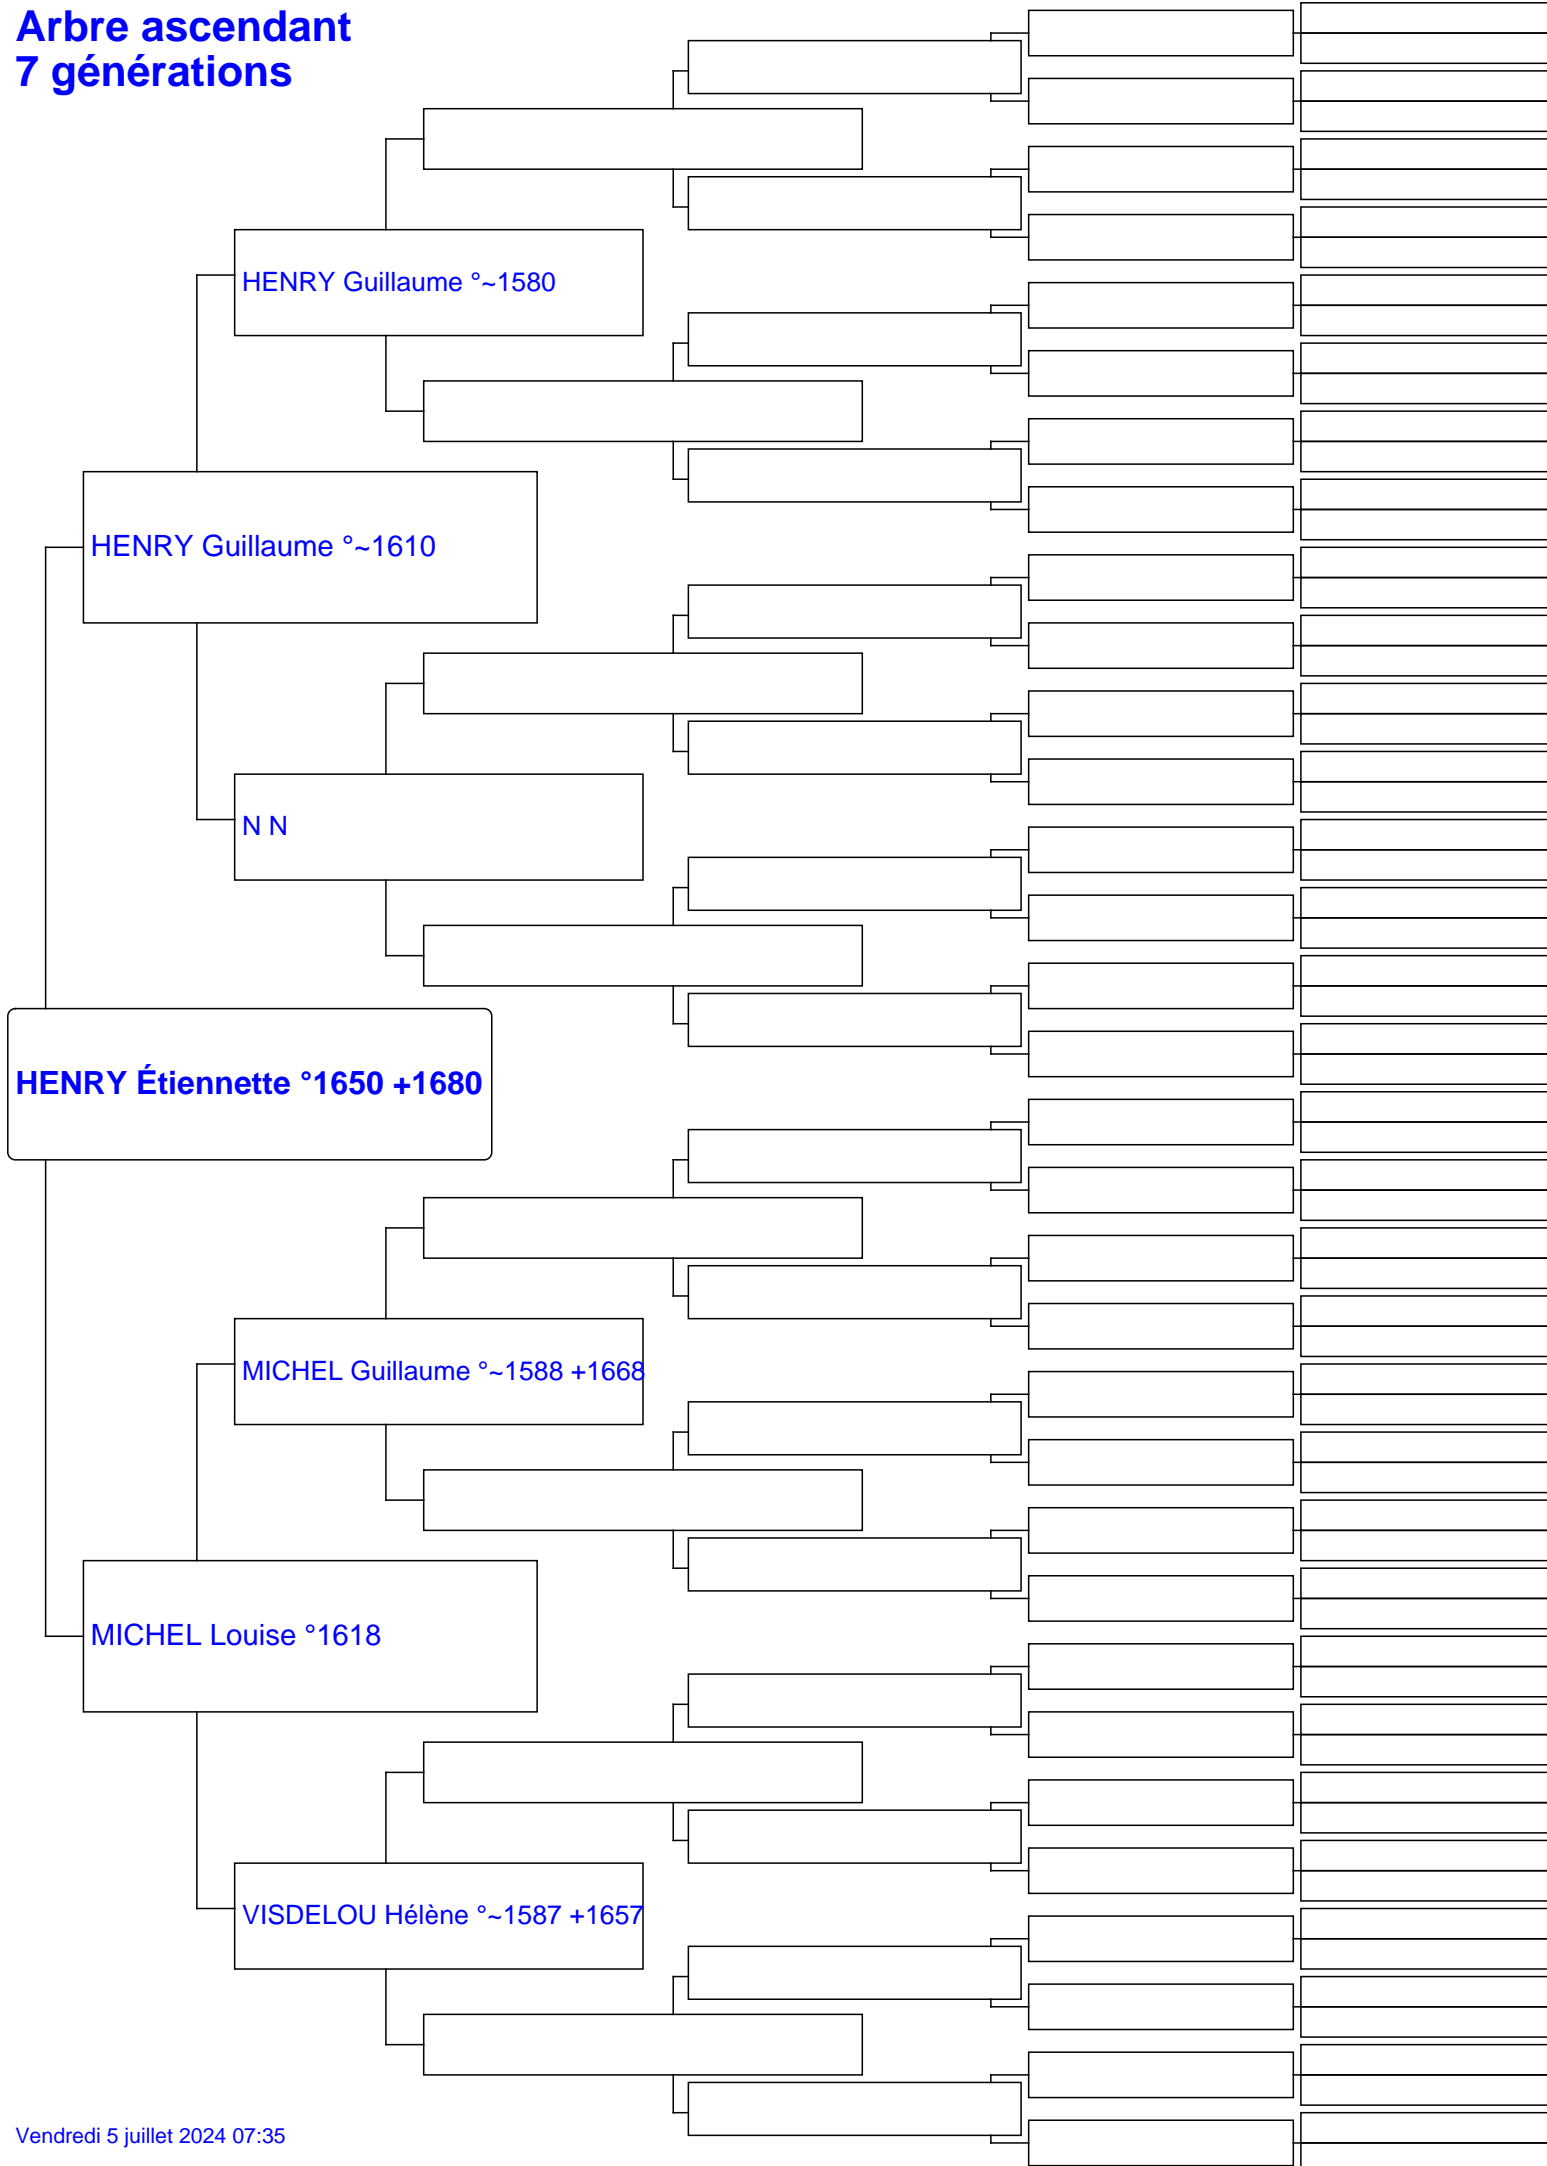 Arbre ascendant
7 générations
HENRY Guillaume °~1580
HENRY Guillaume °~1610
N N
HENRY Étiennette °1650 +1680
MICHEL Guillaume °~1588 +1668
MICHEL Louise °1618
VISDELOU Hélène °~1587 +1657
Vendredi 5 juillet 2024 07:35